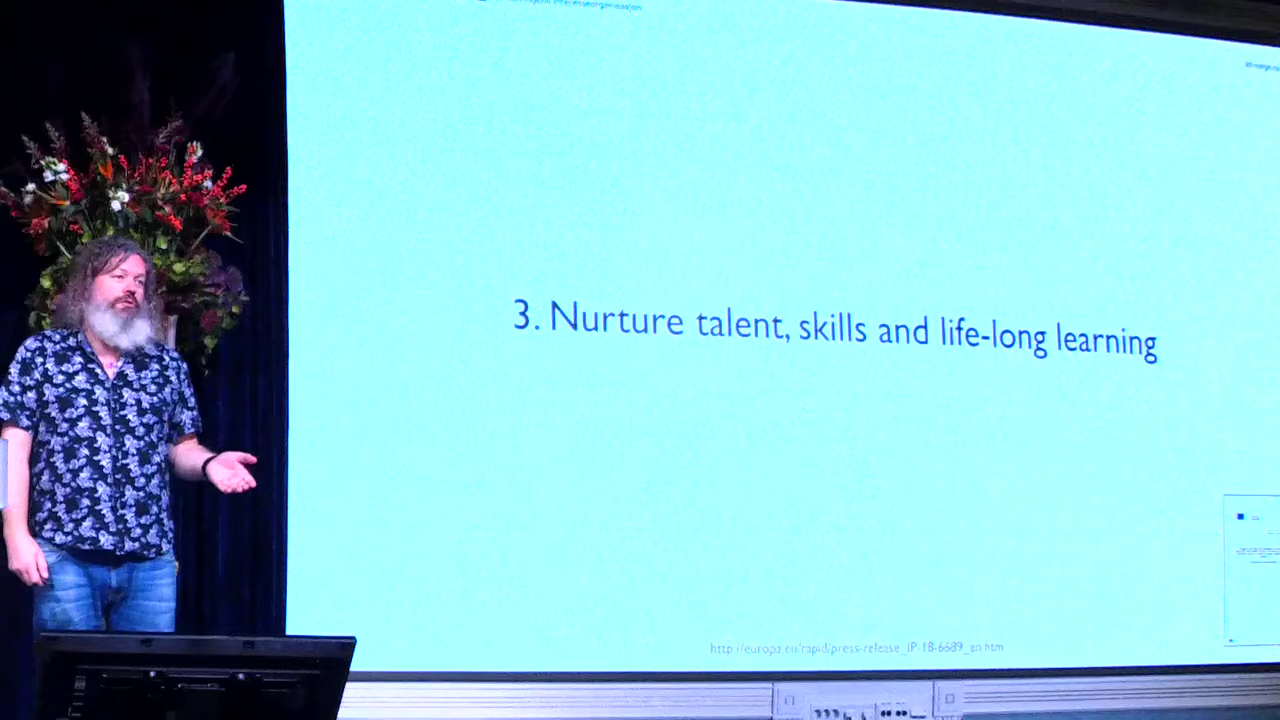 3. Nurture talent, skills and life-long learning
http://europa.eu/rapid/press-release_IP-18-6689_en.htm